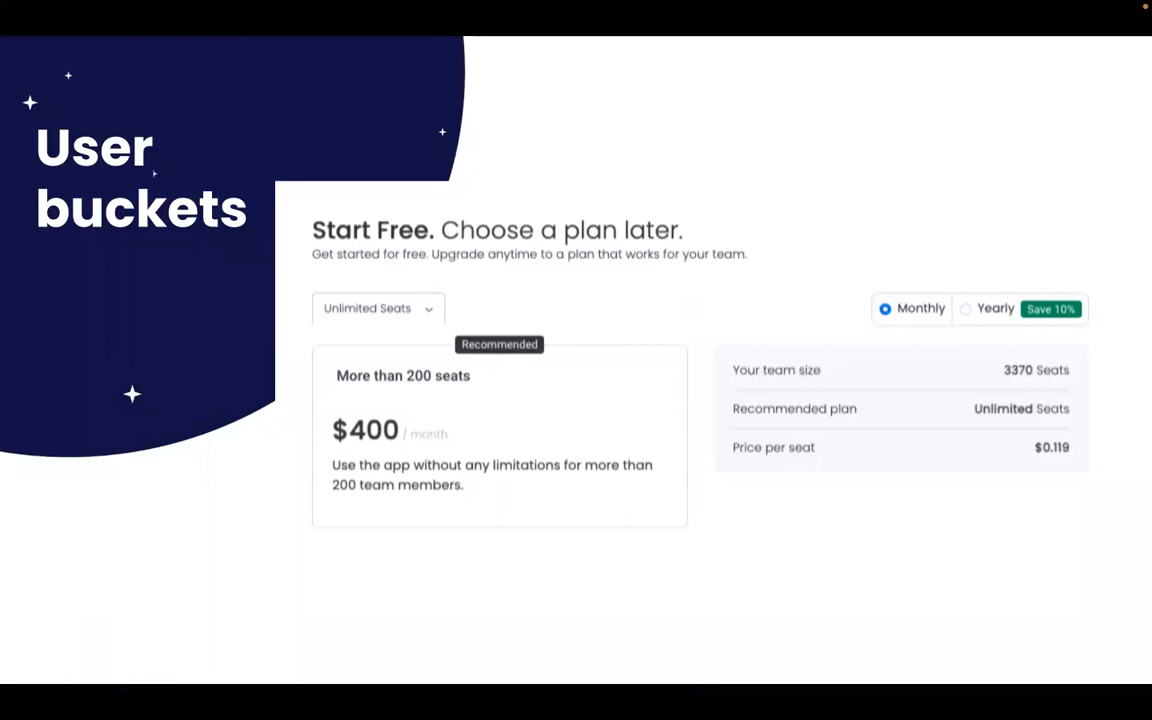 User
buckets
Start Free. Choose a plan later.
Get started for free. Upgrade anytime to a plan that works for your team.
Unlimited Seats
Monthly
Yearly
Save 10%
Recommended
More than 200 seats
$400 / month
Use the app without any limitations for more than
200 team members.
Your team size 3370 Seats
Recommended plan Unlimited Seats
Price per seat $0.119